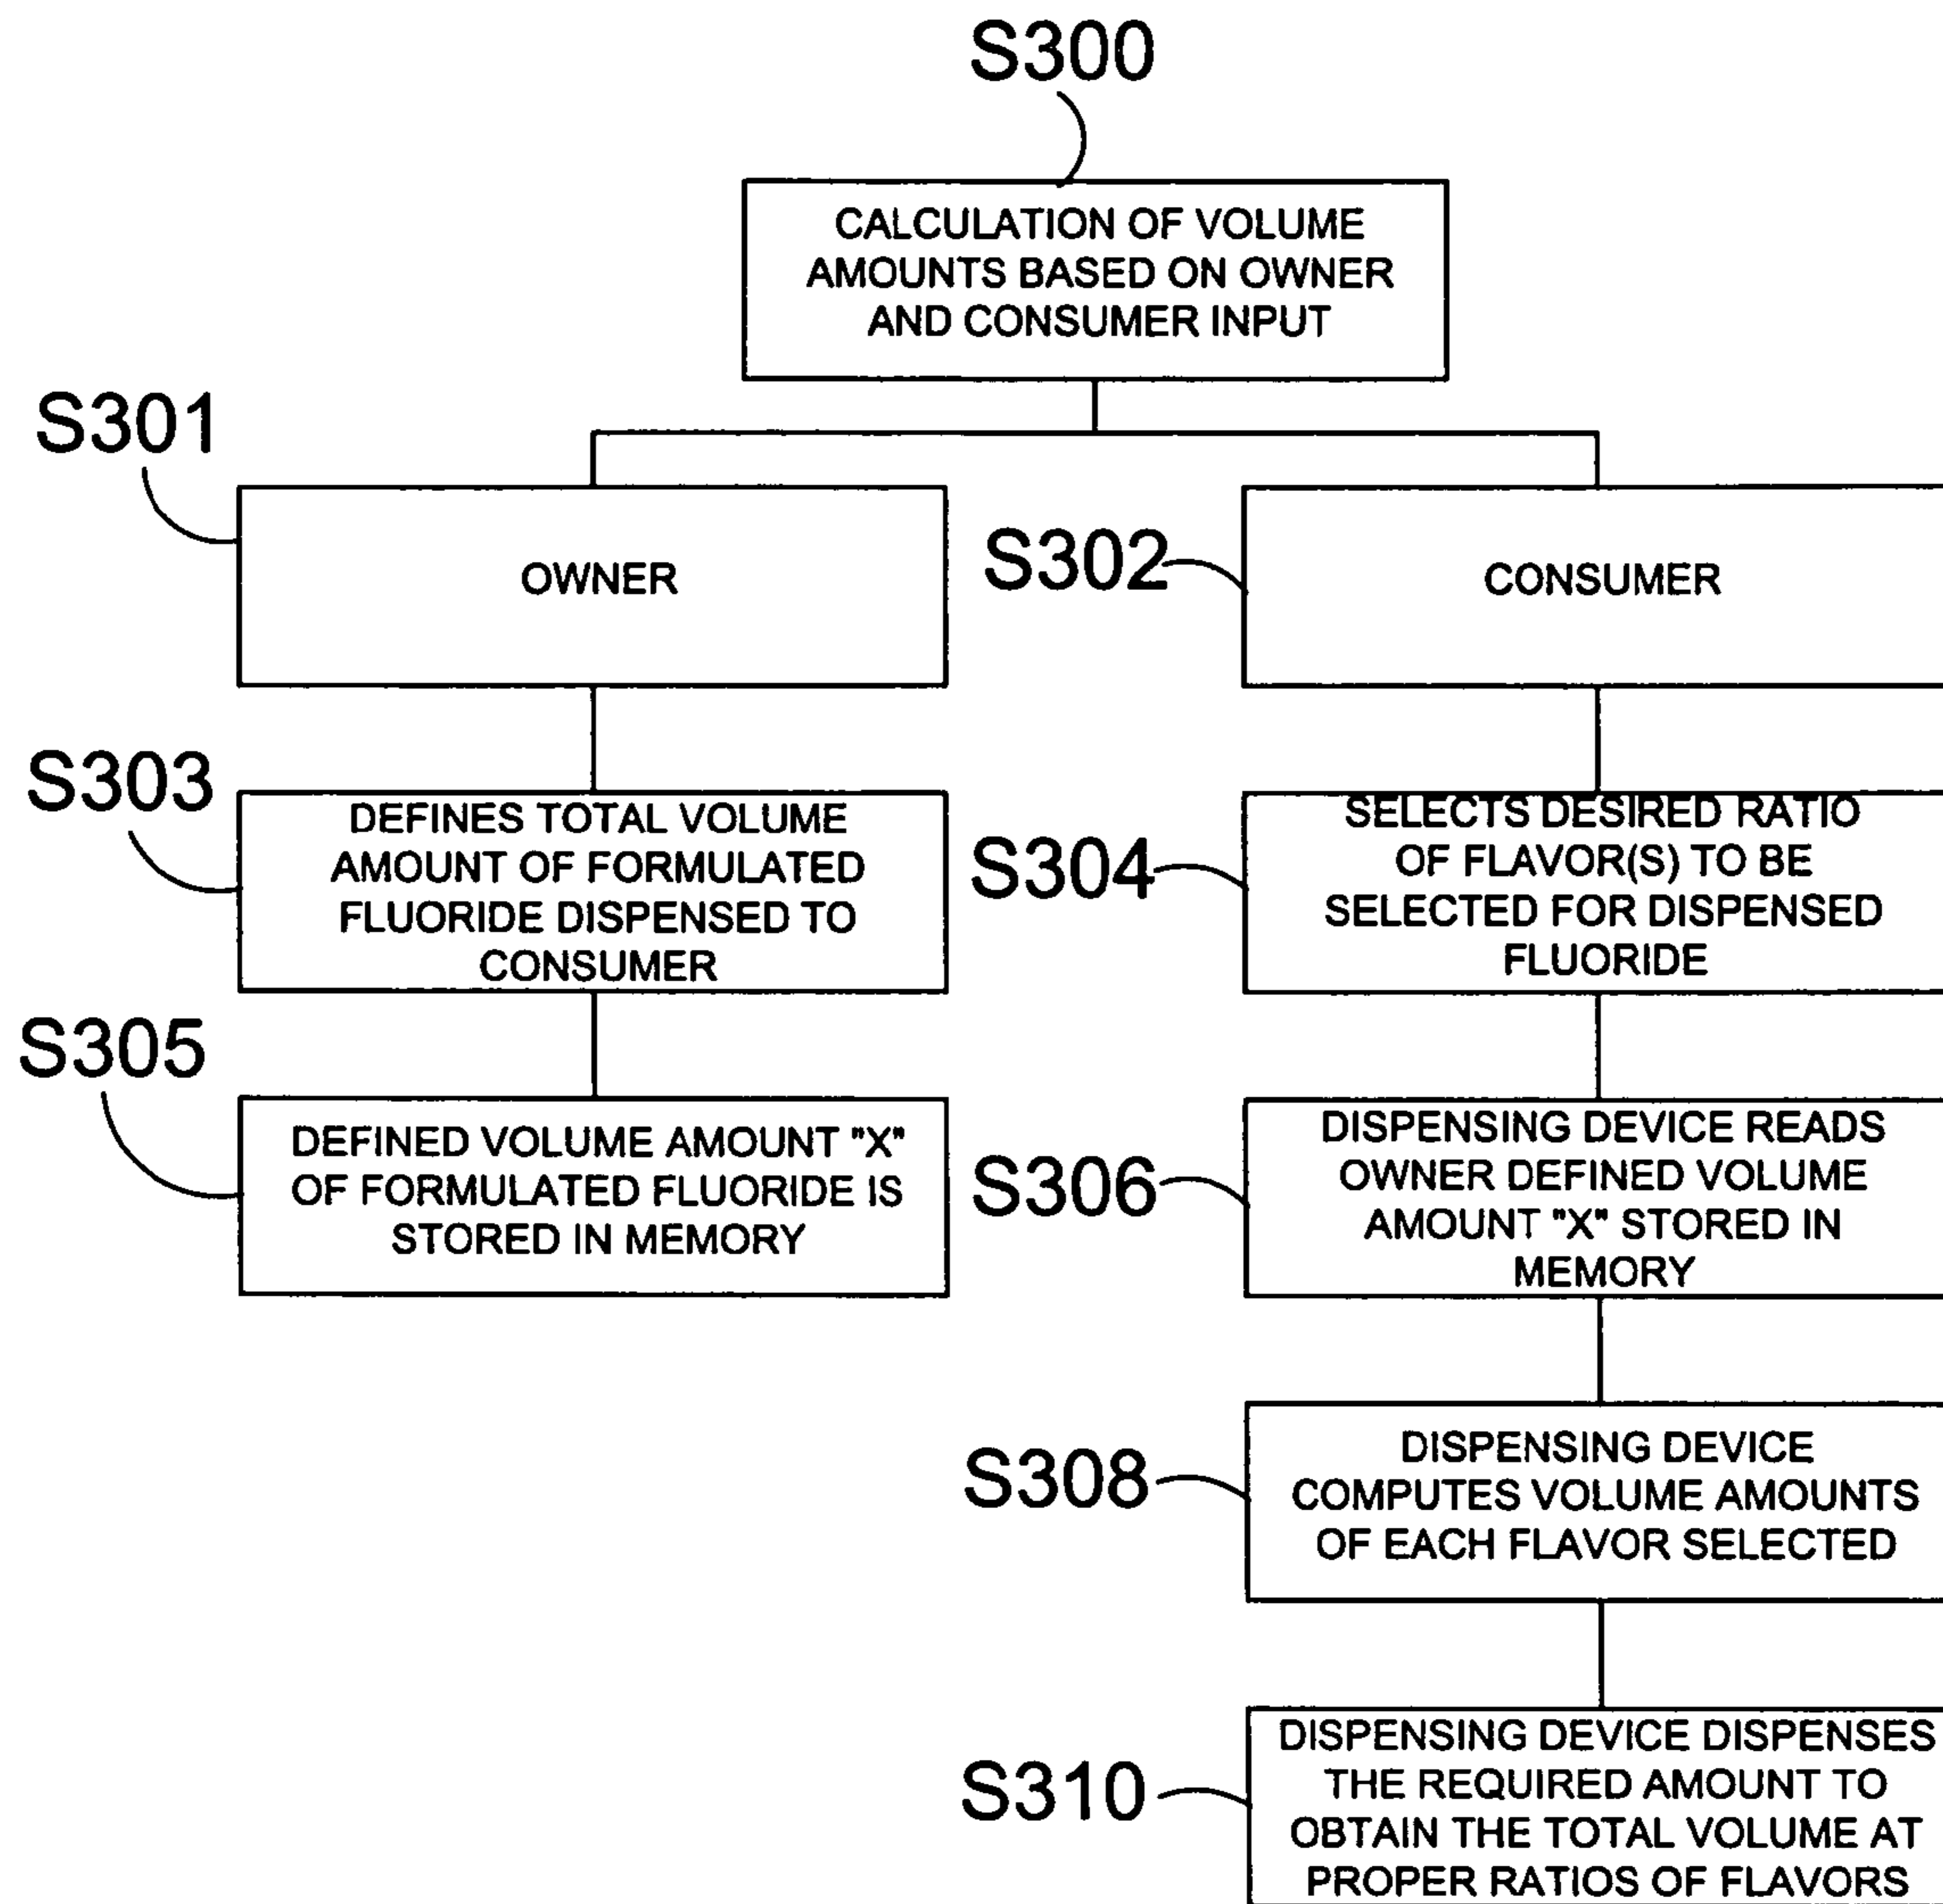 S300
CALCULATION OF VOLUME
AMOUNTS BASED ON OWNER
AND CONSUMER INPUT
S301
OWNER
S302
CONSUMER
S303
DEFINES TOTAL VOLUME
AMOUNT OF FORMULATED
FLUORIDE DISPENSED TO
CONSUMER
S304
SELECTS DESIRED RATIO
OF FLAVOR(S) TO BE
SELECTED FOR DISPENSED
FLUORIDE
S305
DEFINED VOLUME AMOUNT "X"
OF FORMULATED FLUORIDE IS
STORED IN MEMORY
S306
DISPENSING DEVICE READS
OWNER DEFINED VOLUME
AMOUNT "X" STORED IN
MEMORY
S308
DISPENSING DEVICE
COMPUTES VOLUME AMOUNTS
OF EACH FLAVOR SELECTED
S310
DISPENSING DEVICE DISPENSES
THE REQUIRED AMOUNT TO
OBTAIN THE TOTAL VOLUME AT
PROPER RATIOS OF FLAVORS